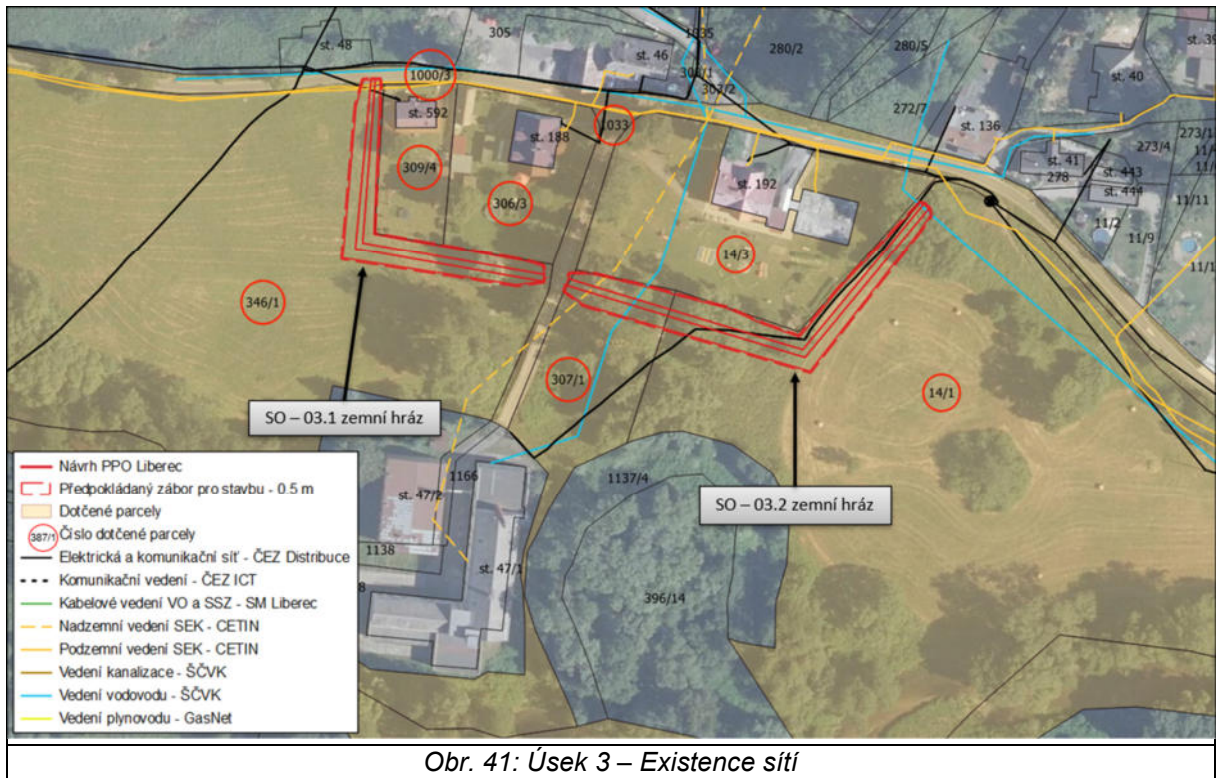 305
1835
280/2
280/5
st. 39
st. 48
st. 46
st. 40
1000/3
301/1
301/2
272/7
st. 592
1033
st. 136
273/1
st. 188
273/4
309/4
st. 41
278
st. 443
st. 192
st. 444
11/11
306/3
11/2
11/9
14/3
11/1
346/1
307/1
14/1
SO – 03.1 zemní hráz
1166
1137/4
st. 47/2
SO – 03.2 zemní hráz
1138
st. 47/1
396/14
Návrh PPO Liberec
Předpokládaný zábor pro stavbu - 0.5 m
Dotčené parcely
387/1 Číslo dotčené parcely
Elektrická a komunikační síť - ČEZ Distribuce
Komunikační vedení - ČEZ ICT
Kabelové vedení VO a SSZ - SM Liberec
Nadzemní vedení SEK - CETIN
Podzemní vedení SEK - CETIN
Vedení kanalizace - ŠČVK
Vedení vodovodu - ŠČVK
Vedení plynovodu - GasNet
Obr. 41: Úsek 3 – Existence sítí